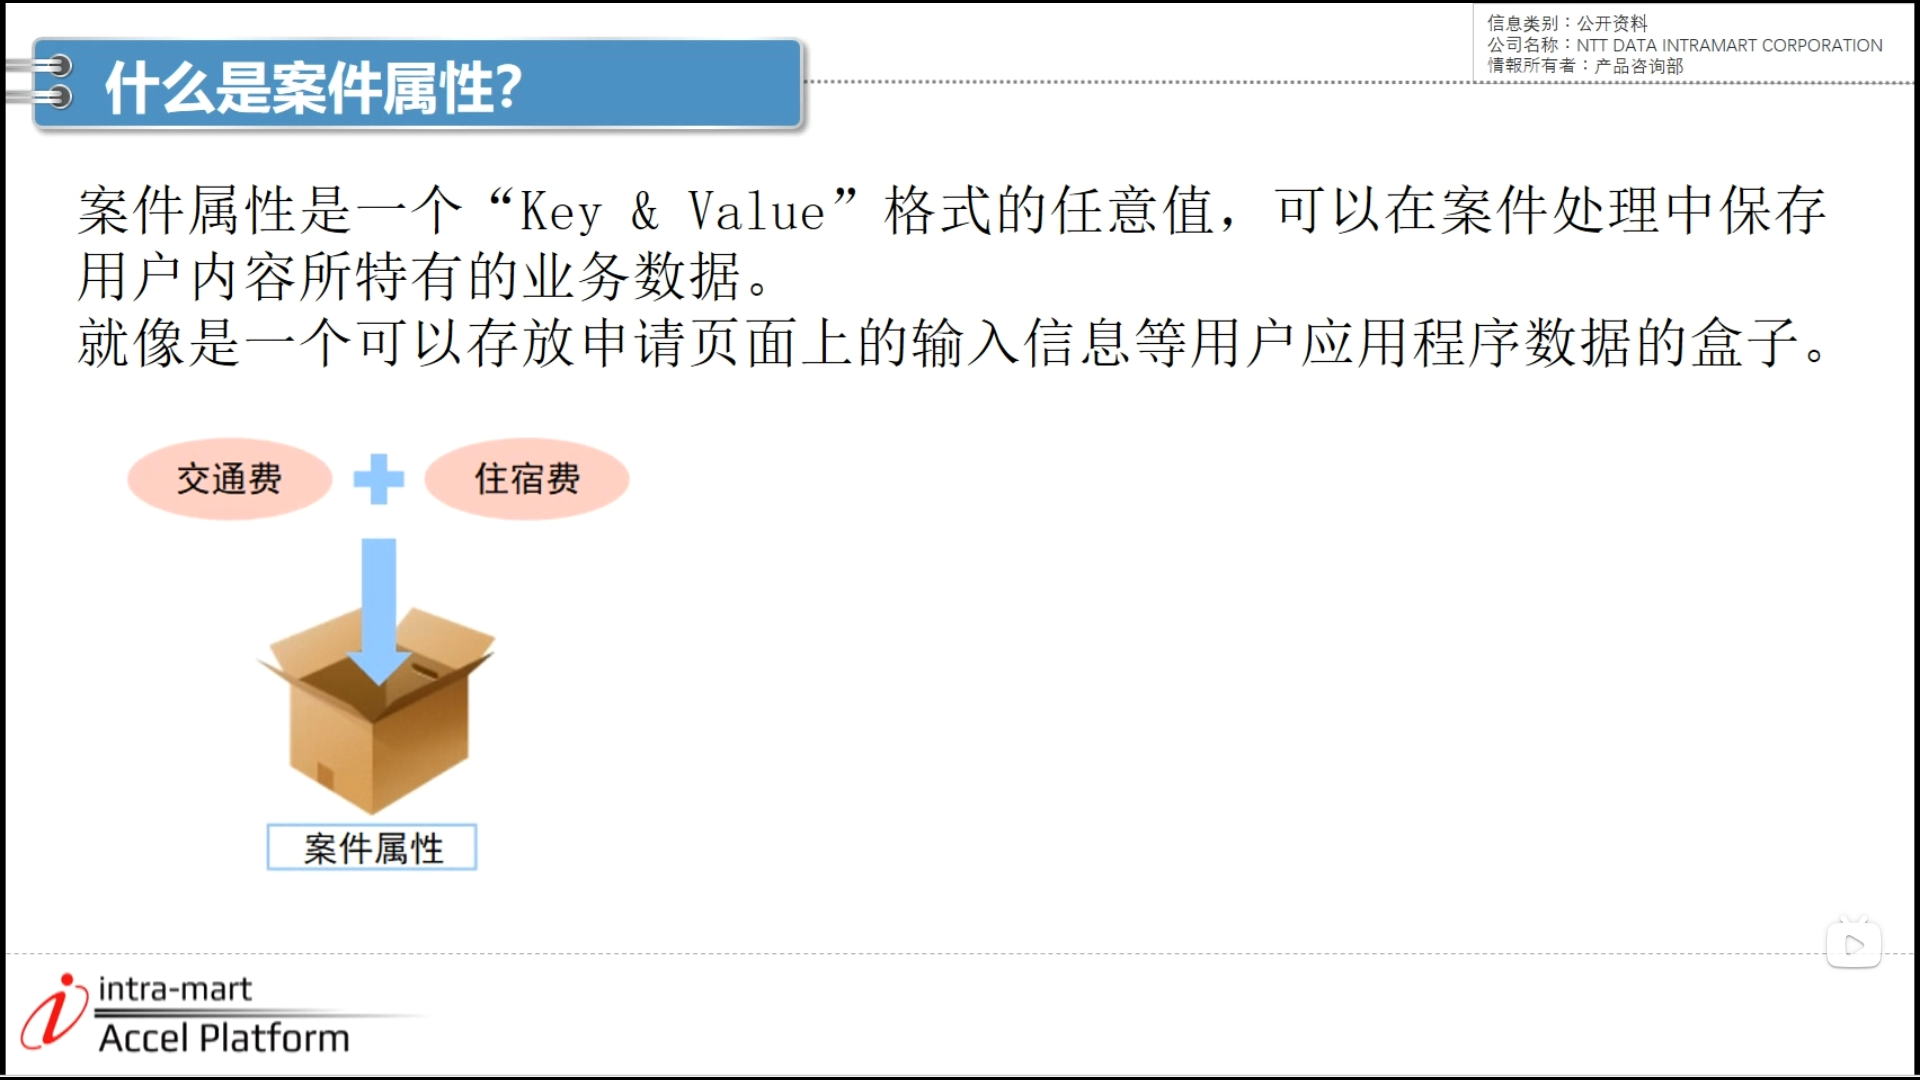 信息类别：公开资料
公司名称：NTT DATA INTRAMART CORPORATION
情報所有者：产品咨询部
什么是案件属性？
案件属性是一个“Key & Value”格式的任意值，可以在案件处理中保存
用户内容所特有的业务数据。
就像是一个可以存放申请页面上的输入信息等用户应用程序数据的盒子。
交通费
住宿费
案件属性
intra-mart
Accel Platform